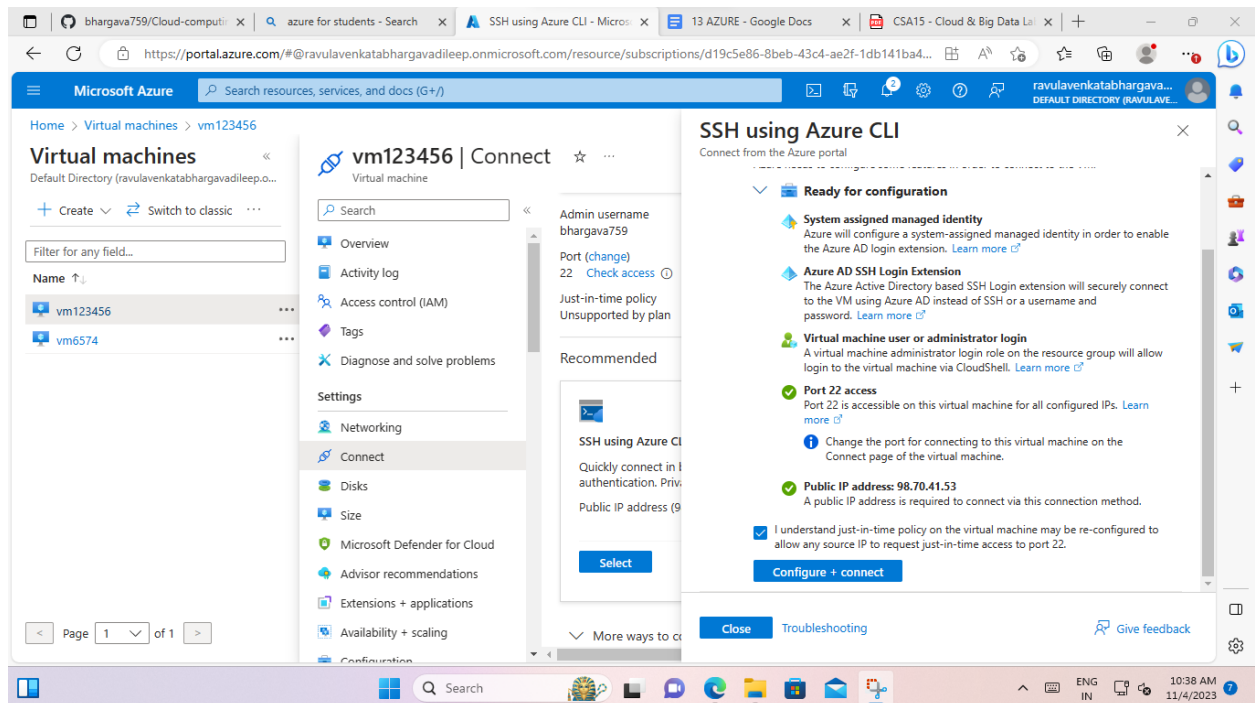 bhargava759/Cloud-computin
azure for students - Search
SSH using Azure CLI - Micros
13 AZURE - Google Docs
CSA15 - Cloud & Big Data La
https://portal.azure.com/#@ravulavenkatabhargavadileep.onmicrosoft.com/resource/subscriptions/d19c5e86-8beb-43c4-ae2f-1db141ba4...
Microsoft Azure
Search resources, services, and docs (G+/)
2
ravulavenkatabhargava...
DEFAULT DIRECTORY (RAVULAVE...
Home > Virtual machines > vm123456
Virtual machines
«
Default Directory (ravulavenkatabhargavadileep.o...
+ Create
Switch to classic
...
Filter for any field...
Name ↑↓
vm123456
...
vm6574
...
< Page 1 of 1 >
vm123456 | Connect
☆ ...
Virtual machine
Search
«
Overview
Activity log
Access control (IAM)
Tags
Diagnose and solve problems
Settings
Networking
Connect
Disks
Size
Microsoft Defender for Cloud
Advisor recommendations
Extensions + applications
Availability + scaling
Configuration
Admin username
bhargava759
Port (change)
22 Check access
Just-in-time policy
Unsupported by plan
Recommended
SSH using Azure CL
Quickly connect in b
authentication. Priva
Public IP address (9
Select
More ways to co
SSH using Azure CLI
Connect from the Azure portal
Azure needs to configure some features in order to connect to the VM.
Ready for configuration
System assigned managed identity
Azure will configure a system-assigned managed identity in order to enable
the Azure AD login extension. Learn more
Azure AD SSH Login Extension
The Azure Active Directory based SSH Login extension will securely connect
to the VM using Azure AD instead of SSH or a username and
password. Learn more
Virtual machine user or administrator login
A virtual machine administrator login role on the resource group will allow
login to the virtual machine via CloudShell. Learn more
Port 22 access
Port 22 is accessible on this virtual machine for all configured IPs. Learn
more
Change the port for connecting to this virtual machine on the
Connect page of the virtual machine.
Public IP address: 98.70.41.53
A public IP address is required to connect via this connection method.
I understand just-in-time policy on the virtual machine may be re-configured to
allow any source IP to request just-in-time access to port 22.
Configure + connect
Close
Troubleshooting
Give feedback
Search
ENG
IN
10:38 AM
11/4/2023
7